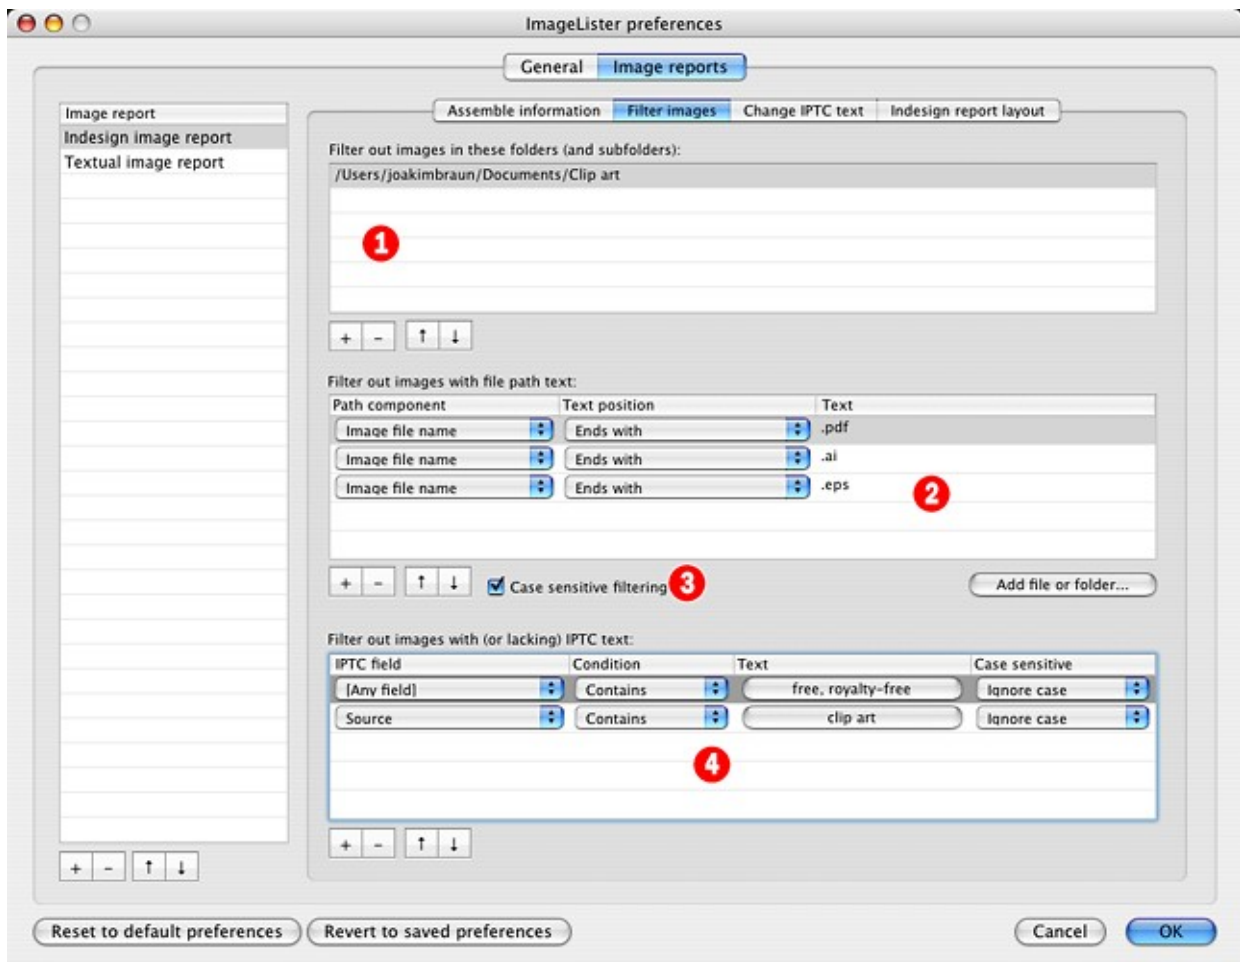 ImageLister preferences
General Image reports
Image report
Indesign image report
Textual image report
Assemble information Filter images Change IPTC text Indesign report layout
Filter out images in these folders (and subfolders):
/Users/joakimbraun/Documents/Clip art
1
+ - ↑ ↓
Filter out images with file path text:
Path component Text position Text
Image file name Ends with .pdf
Image file name Ends with .ai
Image file name Ends with .eps
2
+ - ↑ ↓ Case sensitive filtering 3 Add file or folder...
Filter out images with (or lacking) IPTC text:
IPTC field Condition Text Case sensitive
[Any field] Contains free, royalty-free Ignore case
Source Contains clip art Ignore case
4
+ - ↑ ↓
+ - ↑ ↓
Reset to default preferences Revert to saved preferences Cancel OK